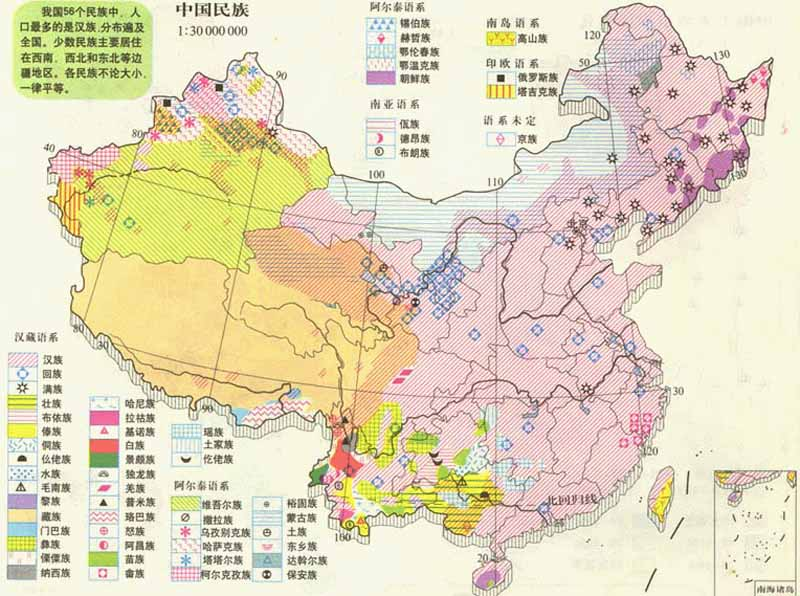 我国56个民族中，人
口最多的是汉族，分布遍及
全国。少数民族主要居住
在西南、西北和东北等边
疆地区。各民族不论大小，
一律平等。
中国民族
1:30 000 000
阿尔泰语系
锡伯族
赫哲族
鄂伦春族
鄂温克族
朝鲜族
南亚语系
佤族
德昂族
布朗族
南岛语系
高山族
印欧语系
俄罗斯族
塔吉克族
语系未定
京族
汉藏语系
汉族
回族
满族
壮族
布依族
傣族
侗族
仫佬族
水族
毛南族
黎族
藏族
门巴族
彝族
傈僳族
纳西族
哈尼族
拉祜族
基诺族
白族
景颇族
独龙族
羌族
普米族
珞巴族
怒族
阿昌族
苗族
畲族
瑶族
土家族
仡佬族
阿尔泰语系
维吾尔族
撒拉族
乌孜别克族
哈萨克族
塔塔尔族
柯尔克孜族
裕固族
蒙古族
土族
东乡族
达斡尔族
保安族
40
80
90
100
110
120
130
50
120
80
30
90
100
20
120
130
北京
北回归线
南海诸岛